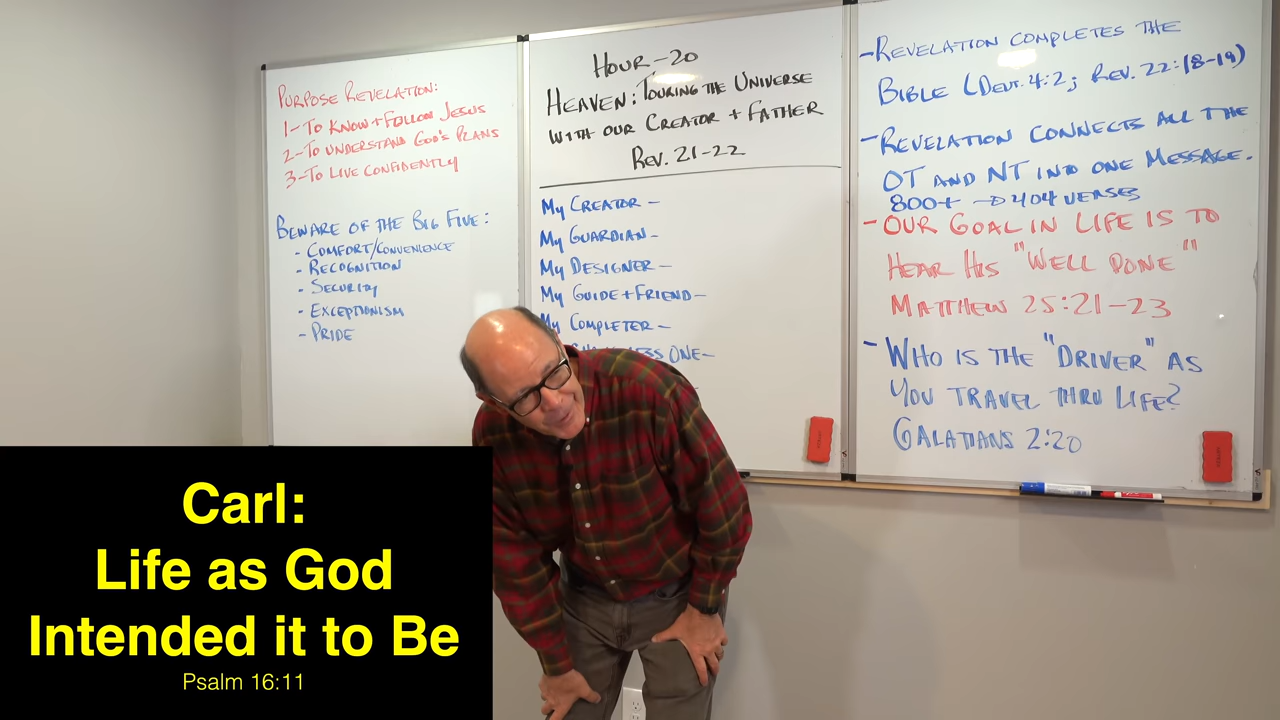 PURPOSE REVELATION:
1-TO KNOW + FOLLOW JESUS
2-TO UNDERSTAND GOD'S PLANS
3-TO LIVE CONFIDENTLY
BEWARE OF THE BIG FIVE:
- COMFORT/CONVENIENCE
- RECOGNITION
- SECURITY
- EXCEPTIONISM
- PRIDE
HOUR-20
HEAVEN: TOURING THE UNIVERSE
WITH OUR CREATOR + FATHER
REV. 21-22
MY CREATOR -
MY GUARDIAN -
MY DESIGNER -
MY GUIDE + FRIEND -
MY COMPLETER -
ONE -
- REVELATION COMPLETES THE
BIBLE (DEUT. 4:2; REV. 22:18-19)
- REVELATION CONNECTS ALL THE
OT AND NT INTO ONE MESSAGE.
800+ → 404 VERSES
- OUR GOAL IN LIFE IS TO
HEAR HIS "WELL DONE"
MATTHEW 25:21-23
- WHO IS THE "DRIVER" AS
YOU TRAVEL THRU LIFE?
GALATIANS 2:20
Carl:
Life as God
Intended it to Be
Psalm 16:11